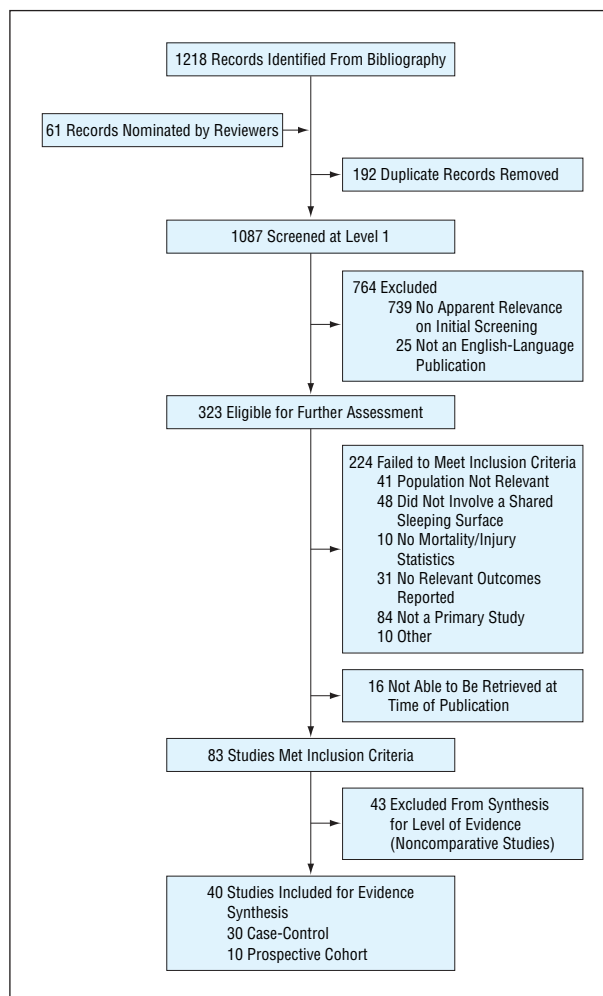 1218 Records Identified From Bibliography
61 Records Nominated by Reviewers
192 Duplicate Records Removed
1087 Screened at Level 1
764 Excluded
739 No Apparent Relevance
on Initial Screening
25 Not an English-Language
Publication
323 Eligible for Further Assessment
224 Failed to Meet Inclusion Criteria
41 Population Not Relevant
48 Did Not Involve a Shared
Sleeping Surface
10 No Mortality/Injury
Statistics
31 No Relevant Outcomes
Reported
84 Not a Primary Study
10 Other
16 Not Able to Be Retrieved at
Time of Publication
83 Studies Met Inclusion Criteria
43 Excluded From Synthesis
for Level of Evidence
(Noncomparative Studies)
40 Studies Included for Evidence
Synthesis
30 Case-Control
10 Prospective Cohort